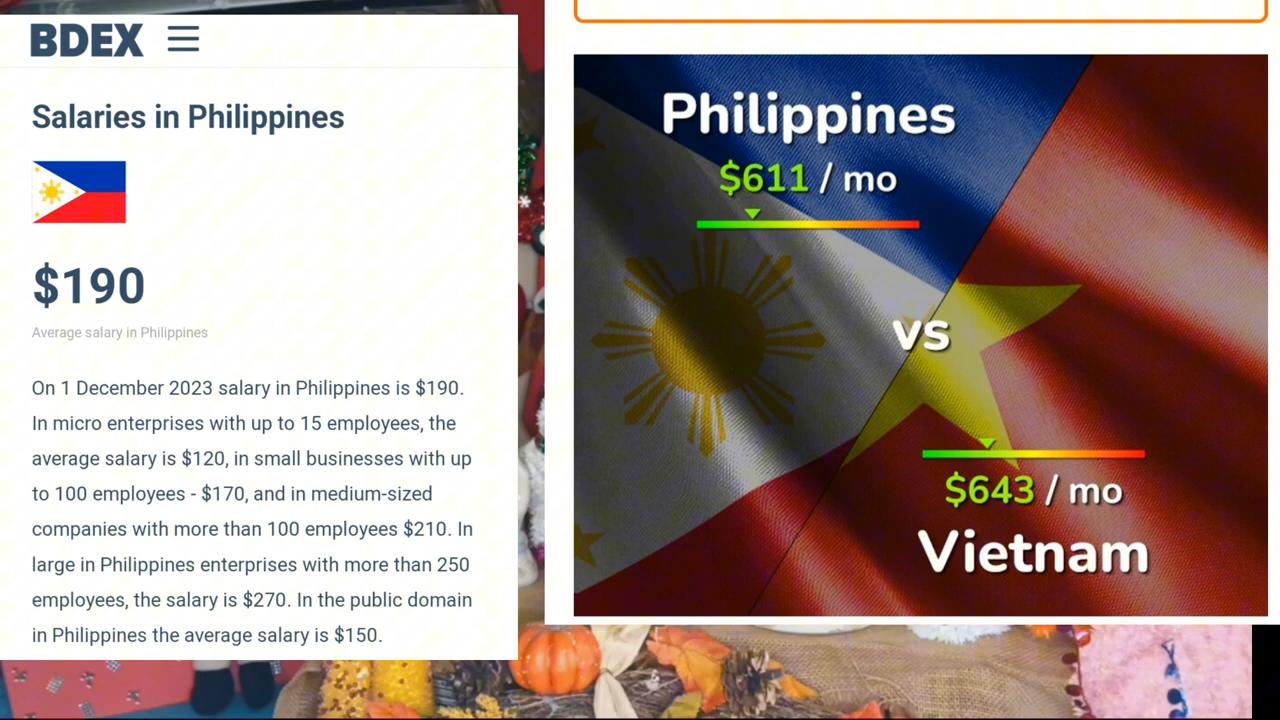 BDEX
Salaries in Philippines
$190
Average salary in Philippines
On 1 December 2023 salary in Philippines is $190.
In micro enterprises with up to 15 employees, the
average salary is $120, in small businesses with up
to 100 employees - $170, and in medium-sized
companies with more than 100 employees $210. In
large in Philippines enterprises with more than 250
employees, the salary is $270. In the public domain
in Philippines the average salary is $150.
Philippines
$611 / mo
vs
$643 / mo
Vietnam